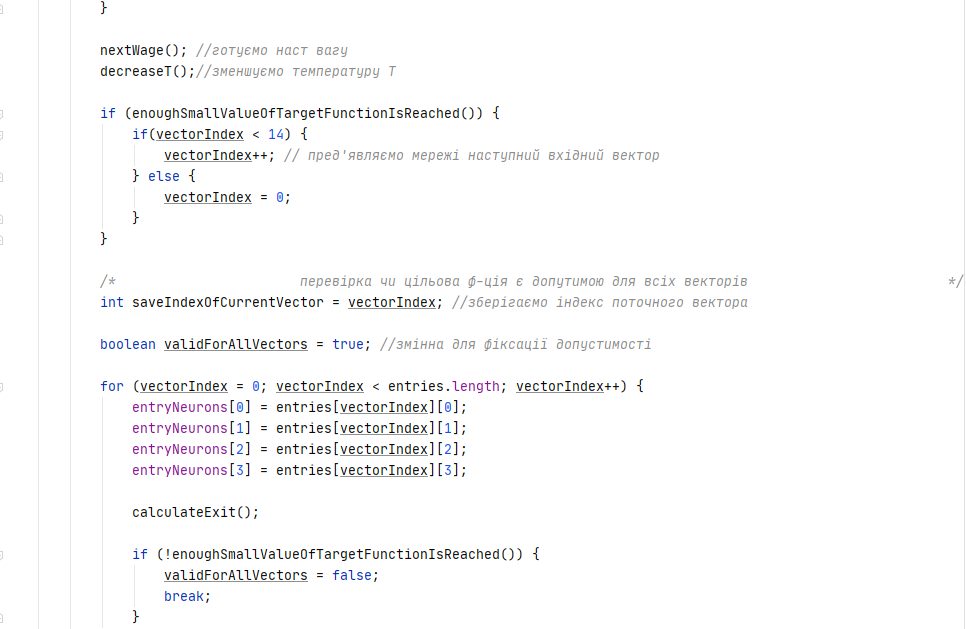 }
nextWage(); //готуємо наст вагу
decreaseT();//зменшуємо температуру T
if (enoughSmallValueOfTargetFunctionIsReached()) {
if(vectorIndex < 14) {
vectorIndex++; // пред'являємо мережі наступний вхідний вектор
} else {
vectorIndex = 0;
}
}
/* перевірка чи цільова ф-ція є допутимою для всіх векторів */
int saveIndexOfCurrentVector = vectorIndex; //зберігаємо індекс поточного вектора
boolean validForAllVectors = true; //змінна для фіксації допустимості
for (vectorIndex = 0; vectorIndex < entries.length; vectorIndex++) {
entryNeurons[0] = entries[vectorIndex][0];
entryNeurons[1] = entries[vectorIndex][1];
entryNeurons[2] = entries[vectorIndex][2];
entryNeurons[3] = entries[vectorIndex][3];
calculateExit();
if (!enoughSmallValueOfTargetFunctionIsReached()) {
validForAllVectors = false;
break;
}